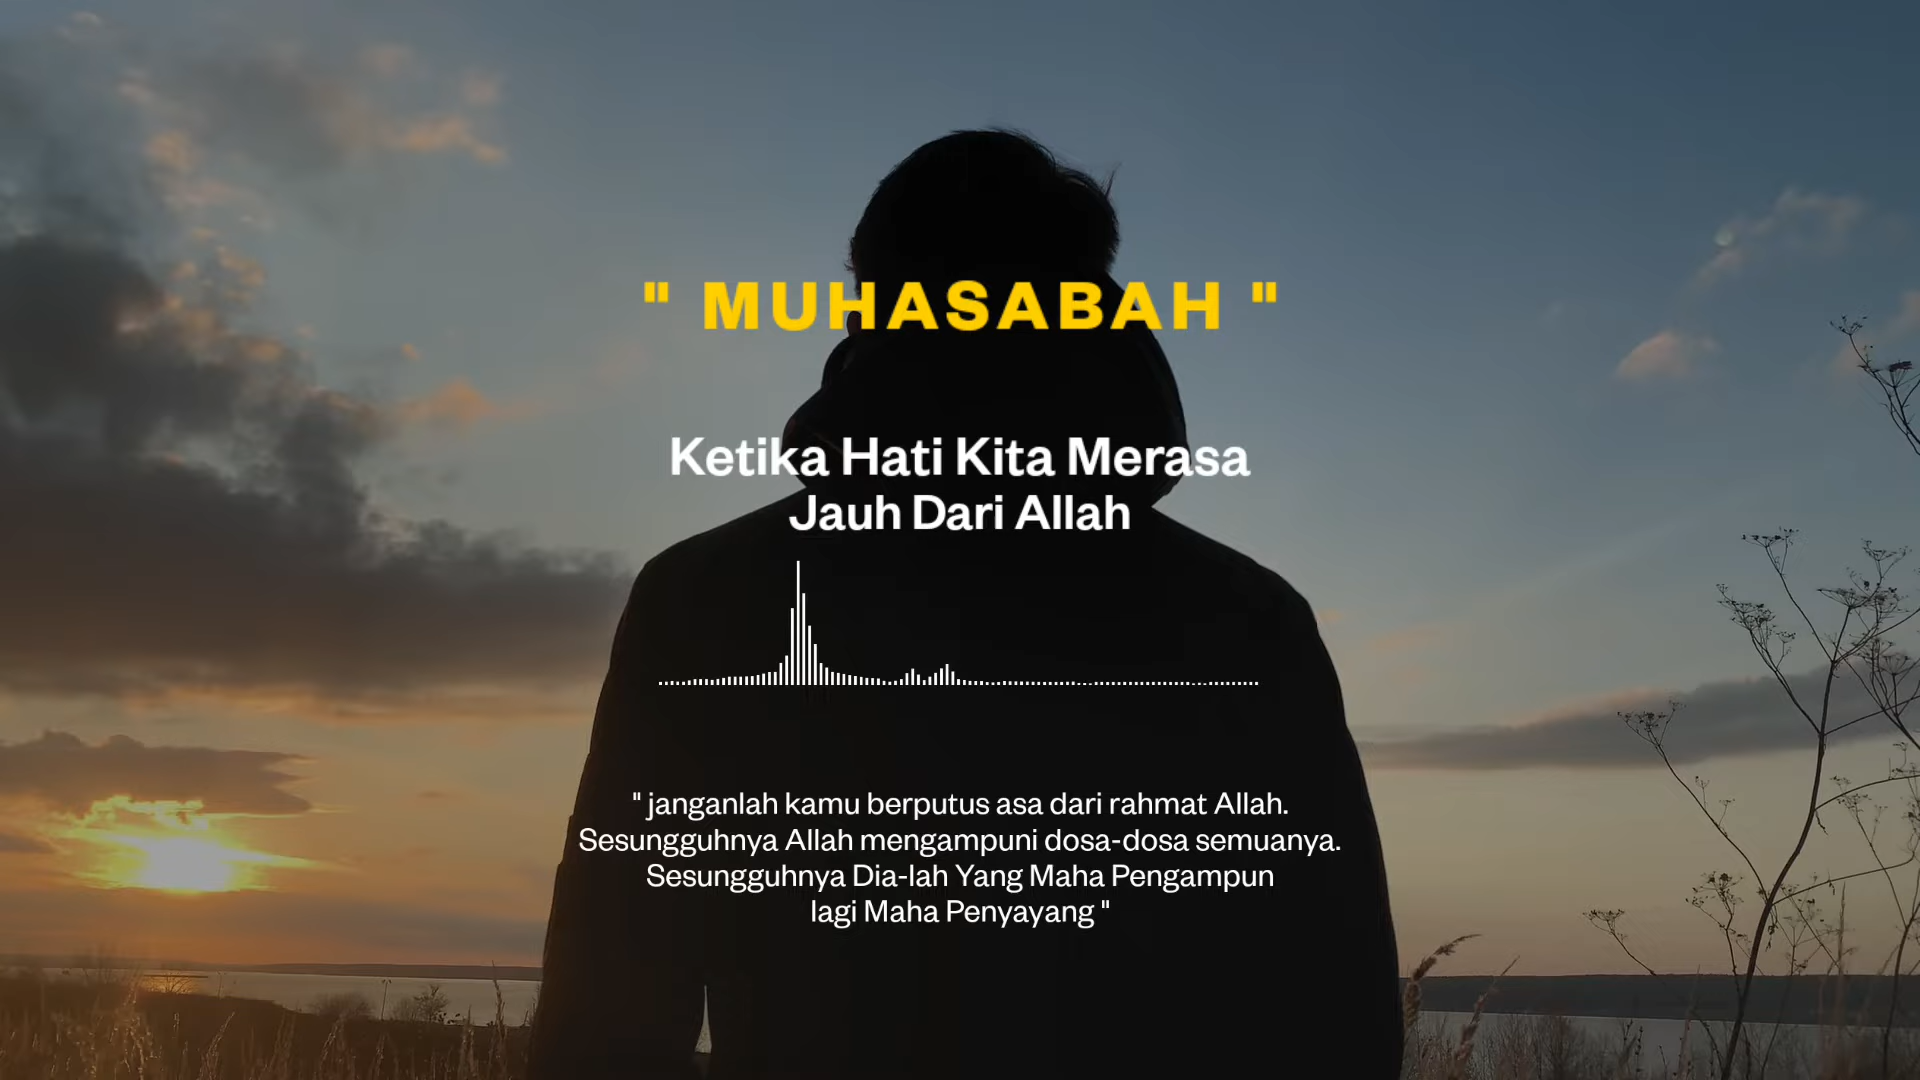 " MUHASABAH "
Ketika Hati Kita Merasa
Jauh Dari Allah
" janganlah kamu berputus asa dari rahmat Allah.
Sesungguhnya Allah mengampuni dosa-dosa semuanya.
Sesungguhnya Dia-lah Yang Maha Pengampun
lagi Maha Penyayang "